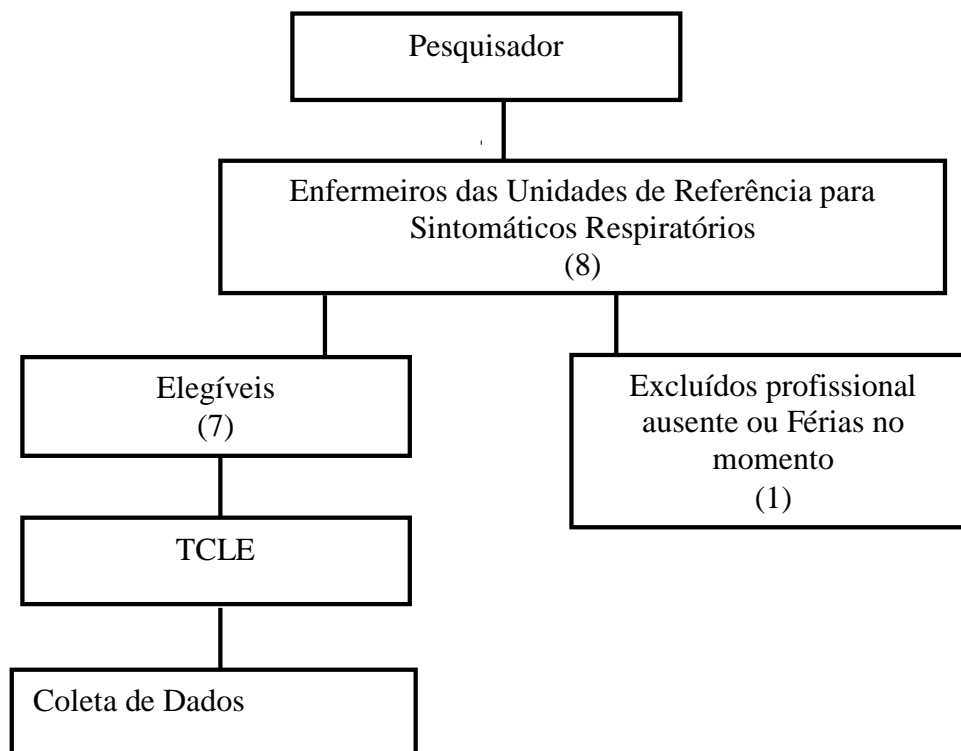 Pesquisador
Enfermeiros das Unidades de Referência para
Sintomáticos Respiratórios
(8)
Elegíveis
(7)
Excluídos profissional
ausente ou Férias no
momento
(1)
TCLE
Coleta de Dados